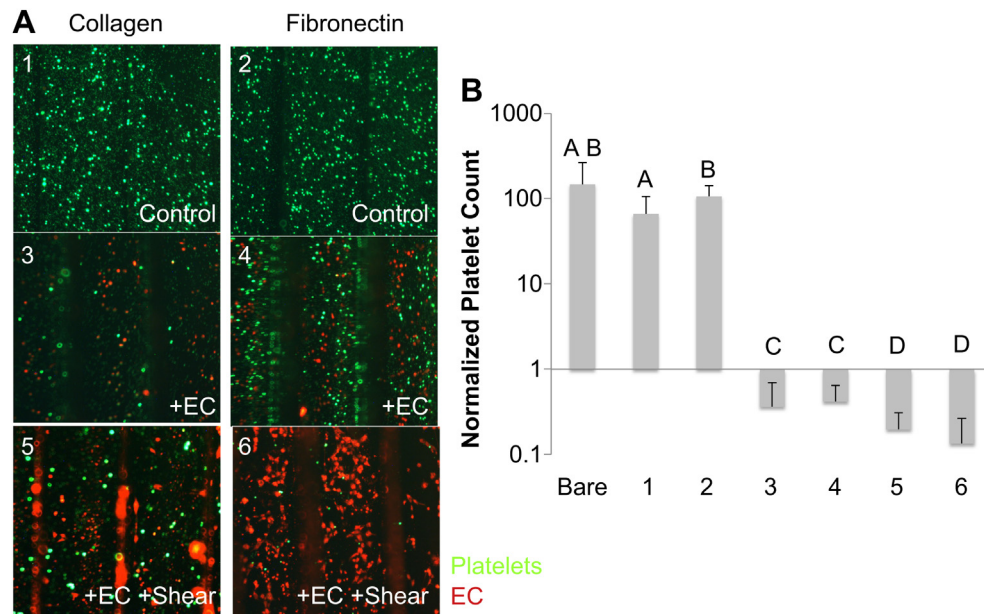 A
Collagen
Fibronectin
1
2
Control
Control
3
4
+EC
+EC
5
6
+EC +Shear
+EC +Shear
Platelets
EC
B
Normalized Platelet Count
1000
100
10
1
0.1
A B
A
B
C
C
D
D
Bare 1 2 3 4 5 6